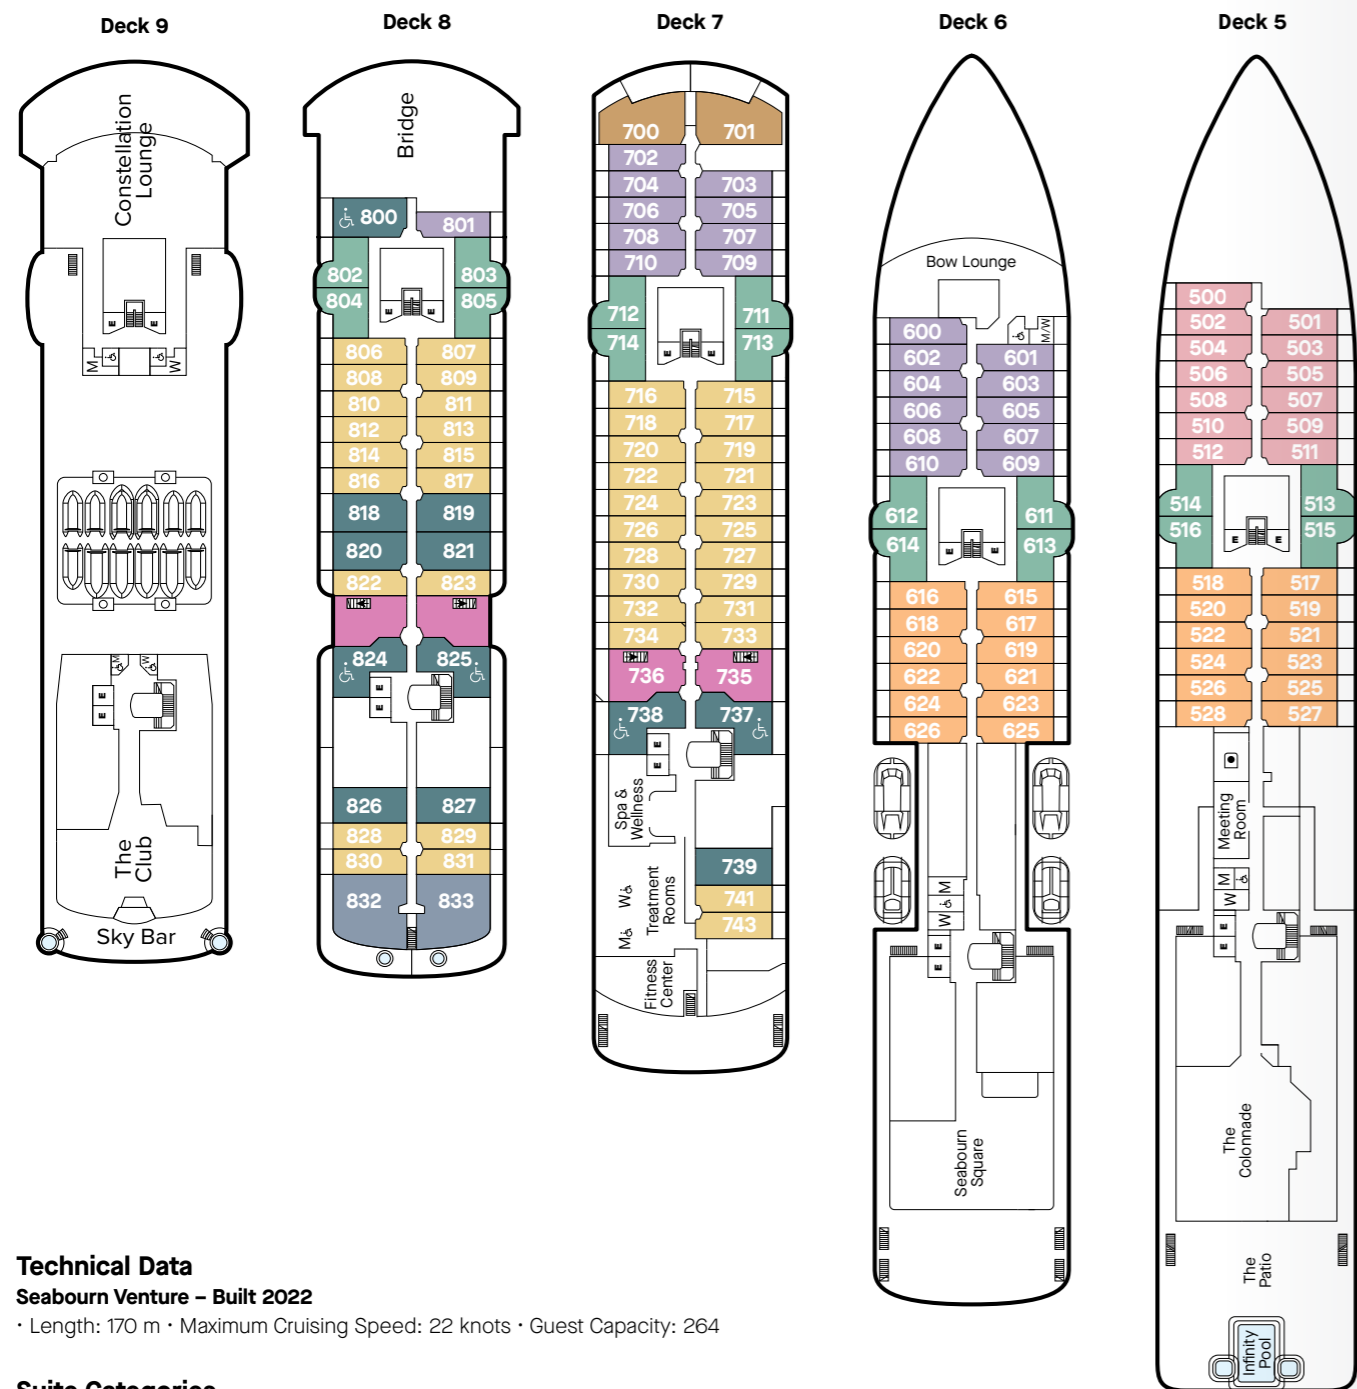 Deck 9
Deck 8
Deck 7
Deck 6
Deck 5
Constellation
Lounge
E E
M W
E
E
M W
The
Club
Sky Bar
Bridge
800 801
802 803
804 805
E E
806 807
808 809
810 811
812 813
814 815
816 817
818 819
820 821
822 823
824 825
E
E
826 827
828 829
830 831
832 833
700 701
702
704 703
706 705
708 707
710 709
712 711
714 713
E E
716 715
718 717
720 719
722 721
724 723
726 725
728 727
730 729
732 731
734 733
736 735
738 737
E
E
Spa &
Wellness
739
741
743
W
M
Treatment
Rooms
Fitness
Center
Bow Lounge
M/W
600
602 601
604 603
606 605
608 607
610 609
612 611
614 613
E E
616 615
618 617
620 619
622 621
624 623
626 625
M
W
E
E
Seabourn
Square
500
502 501
504 503
506 505
508 507
510 509
512 511
514 513
516 515
E E
518 517
520 519
522 521
524 523
526 525
528 527
Meeting
Room
M
W
E
E
The
Colonnade
The
Patio
Infinity
Pool
Technical Data
Seabourn Venture – Built 2022
· Length: 170 m · Maximum Cruising Speed: 22 knots · Guest Capacity: 264
Suite Categories